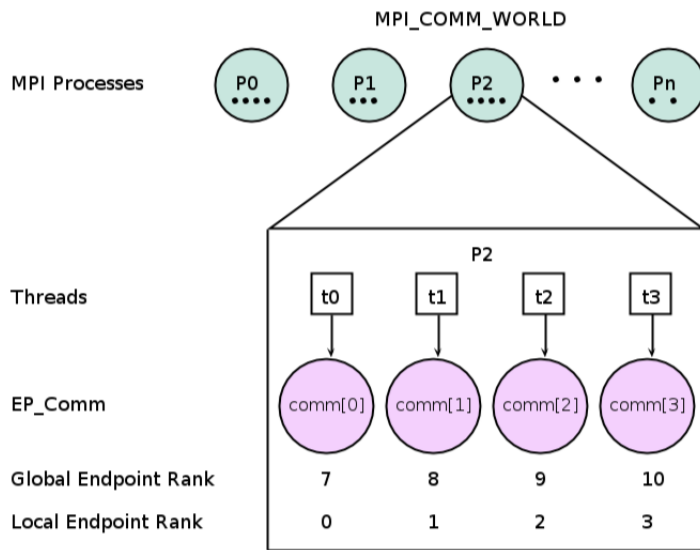 MPI_COMM_WORLD
MPI Processes P0 P1 P2 Pn
P2
Threads t0 t1 t2 t3
EP_Comm comm[0] comm[1] comm[2] comm[3]
Global Endpoint Rank 7 8 9 10
Local Endpoint Rank 0 1 2 3